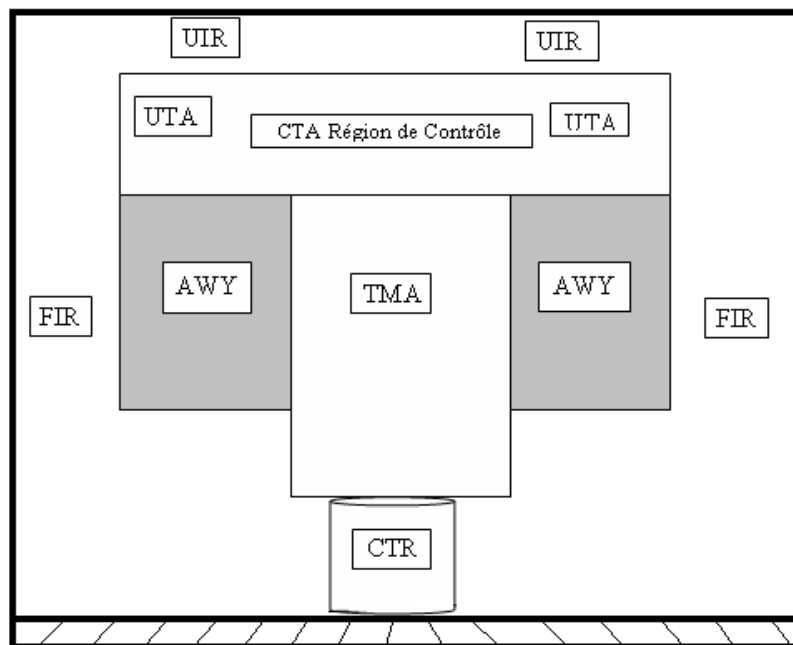 UIR
UIR
UTA
CTA Région de Contrôle
UTA
AWY
TMA
AWY
FIR
FIR
CTR